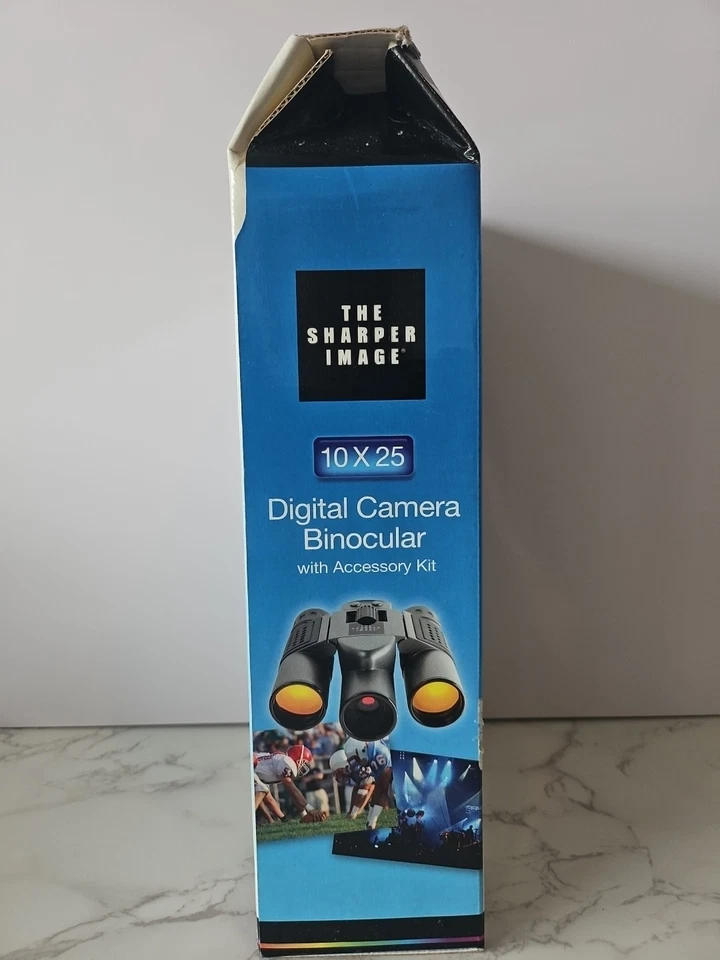 THE
SHARPER
IMAGE®
10 X 25
Digital Camera
Binocular
with Accessory Kit